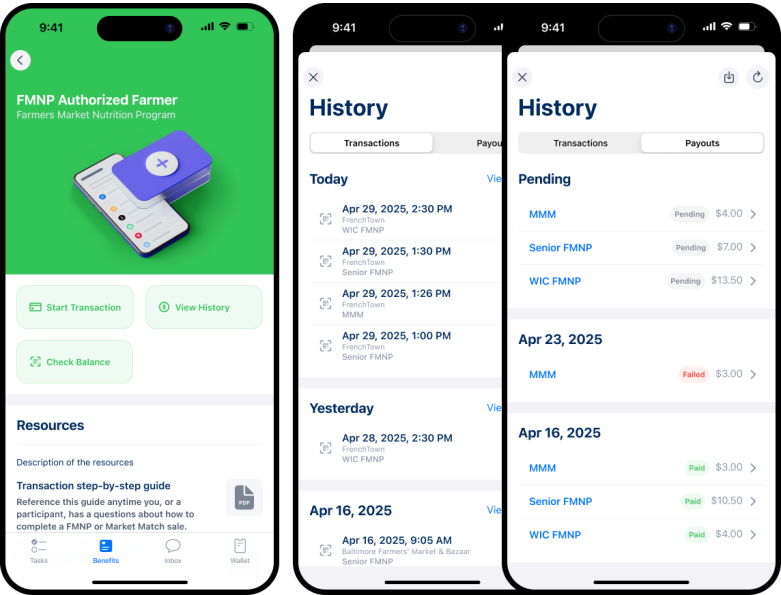 9:41
FMNP Authorized Farmer
Farmers Market Nutrition Program
Start Transaction
View History
Check Balance
Resources
Description of the resources
Transaction step-by-step guide
Reference this guide anytime you, or a
participant, has a questions about how to
complete a FMNP or Market Match sale.
PDF
Tasks
Benefits
Inbox
Wallet
9:41
History
Transactions
Payou
Today
Vie
Apr 29, 2025, 2:30 PM
FrenchTown
WIC FMNP
Apr 29, 2025, 1:30 PM
FrenchTown
Senior FMNP
Apr 29, 2025, 1:26 PM
FrenchTown
MMM
Apr 29, 2025, 1:00 PM
FrenchTown
Senior FMNP
Yesterday
Vie
Apr 28, 2025, 2:30 PM
FrenchTown
WIC FMNP
Apr 16, 2025
Vie
Apr 16, 2025, 9:05 AM
Baltimore Farmers' Market & Bazaar
Senior FMNP
9:41
History
Transactions
Payouts
Pending
MMM
Pending
$4.00
Senior FMNP
Pending
$7.00
WIC FMNP
Pending
$13.50
Apr 23, 2025
MMM
Failed
$3.00
Apr 16, 2025
MMM
Paid
$3.00
Senior FMNP
Paid
$10.50
WIC FMNP
Paid
$4.00